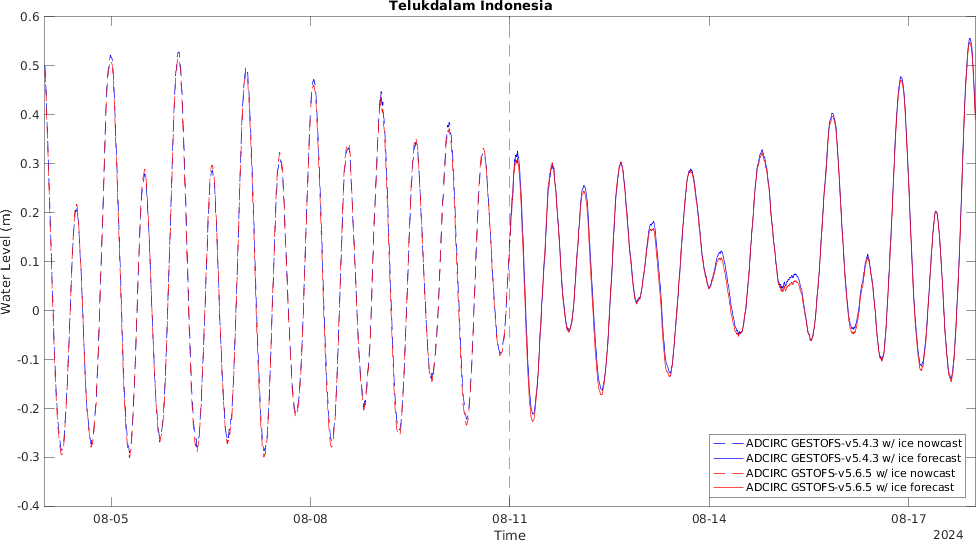 Telukdalam Indonesia
0.6
0.5
0.4
0.3
0.2
0.1
0
-0.1
-0.2
-0.3
-0.4
Water Level (m)
ADCIRC GESTOFS-v5.4.3 w/ ice nowcast
ADCIRC GESTOFS-v5.4.3 w/ ice forecast
ADCIRC GSTOFS-v5.6.5 w/ ice nowcast
ADCIRC GSTOFS-v5.6.5 w/ ice forecast
08-05 08-08 08-11 08-14 08-17
Time
2024